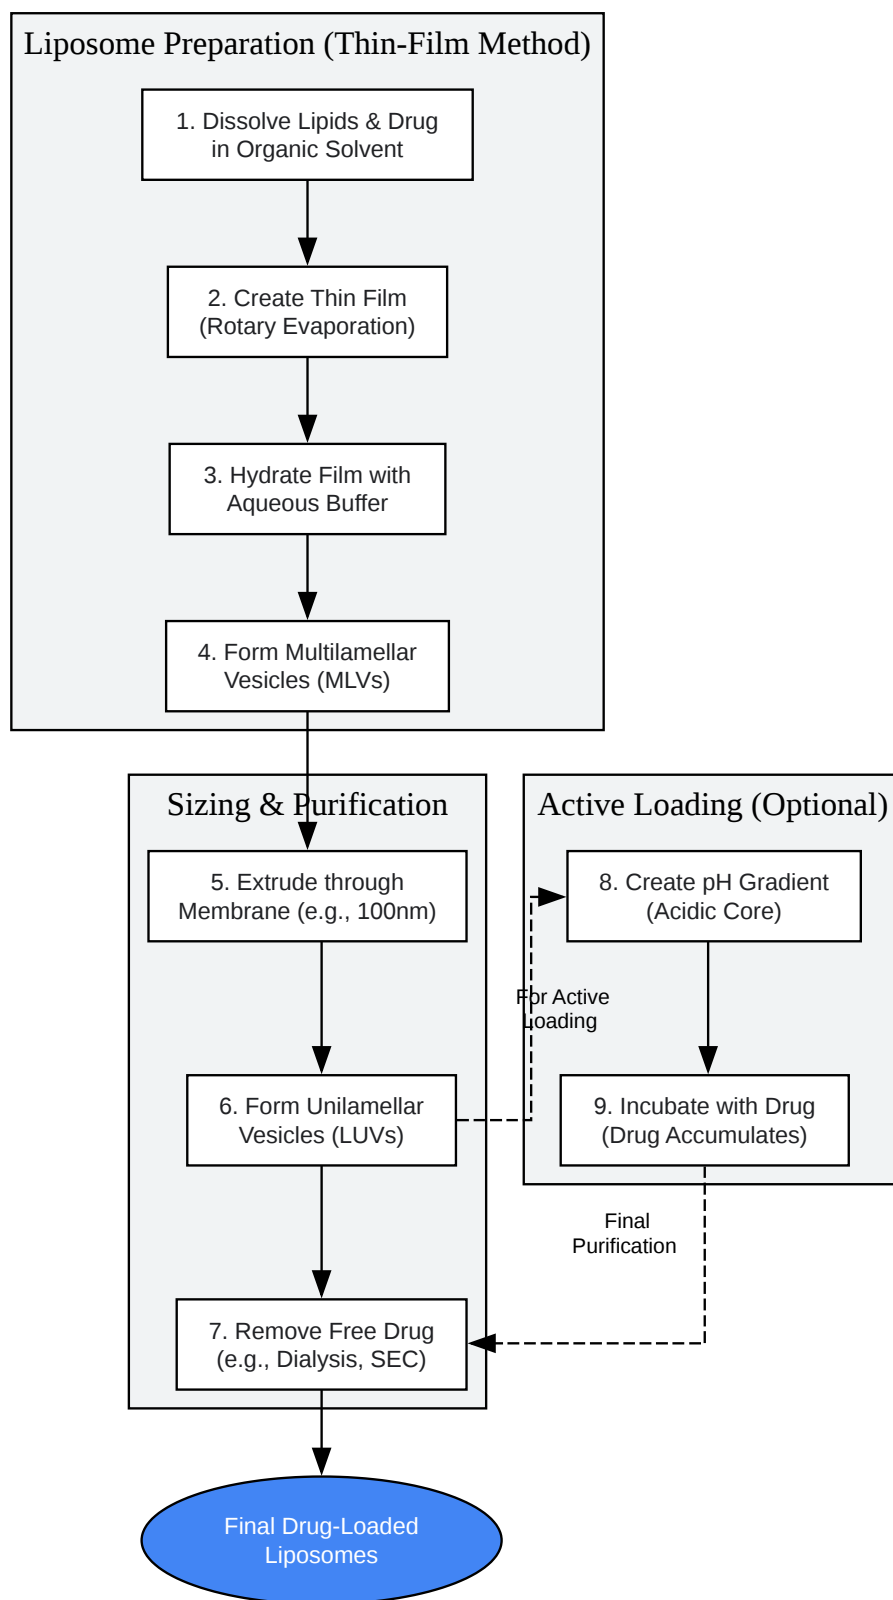 Liposome Preparation (Thin-Film Method)
1. Dissolve Lipids & Drug
in Organic Solvent
2. Create Thin Film
(Rotary Evaporation)
3. Hydrate Film with
Aqueous Buffer
4. Form Multilamellar
Vesicles (MLVs)
Sizing & Purification
5. Extrude through
Membrane (e.g., 100nm)
6. Form Unilamellar
Vesicles (LUVs)
7. Remove Free Drug
(e.g., Dialysis, SEC)
Active Loading (Optional)
8. Create pH Gradient
(Acidic Core)
For Active
Loading
9. Incubate with Drug
(Drug Accumulates)
Final
Purification
Final Drug-Loaded
Liposomes